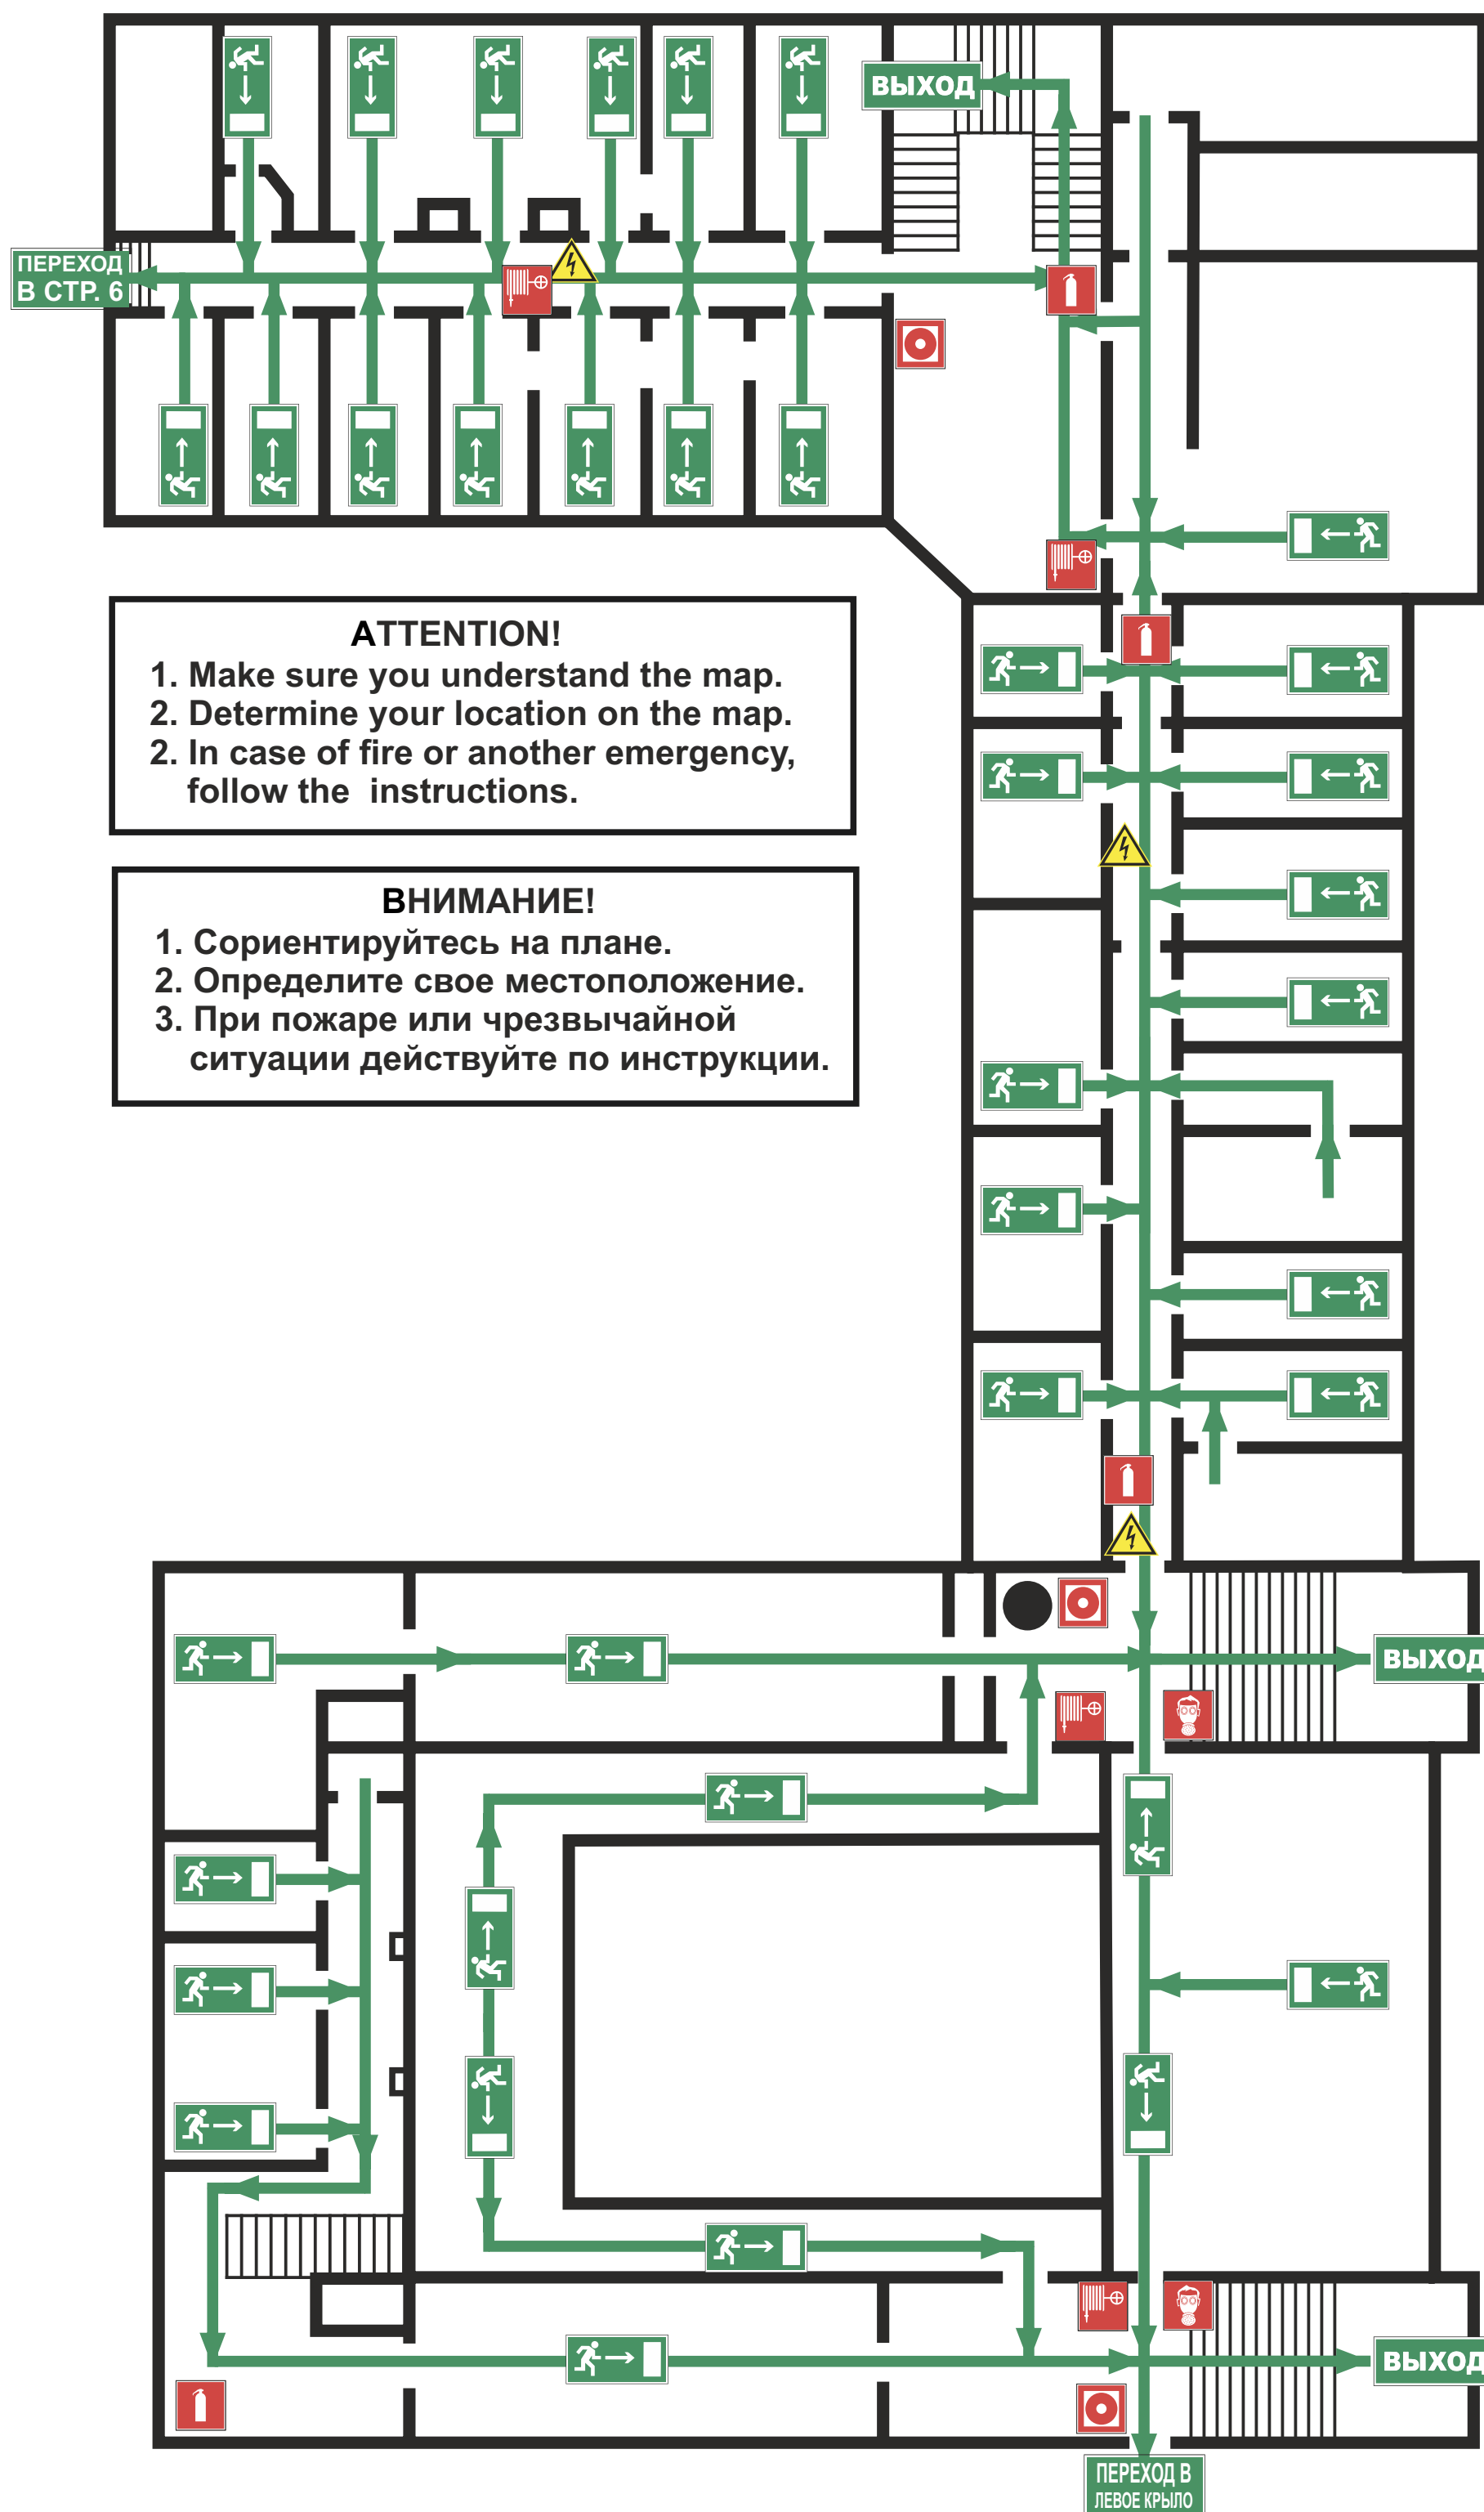 ВЫХОД
ПЕРЕХОД
В СТР. 6
ATTENTION!
1. Make sure you understand the map.
2. Determine your location on the map.
2. In case of fire or another emergency,
follow the instructions.
ВНИМАНИЕ!
1. Сориентируйтесь на плане.
2. Определите свое местоположение.
3. При пожаре или чрезвычайной
ситуации действуйте по инструкции.
ВЫХОД
ВЫХОД
ПЕРЕХОД В
ЛЕВОЕ КРЫЛО